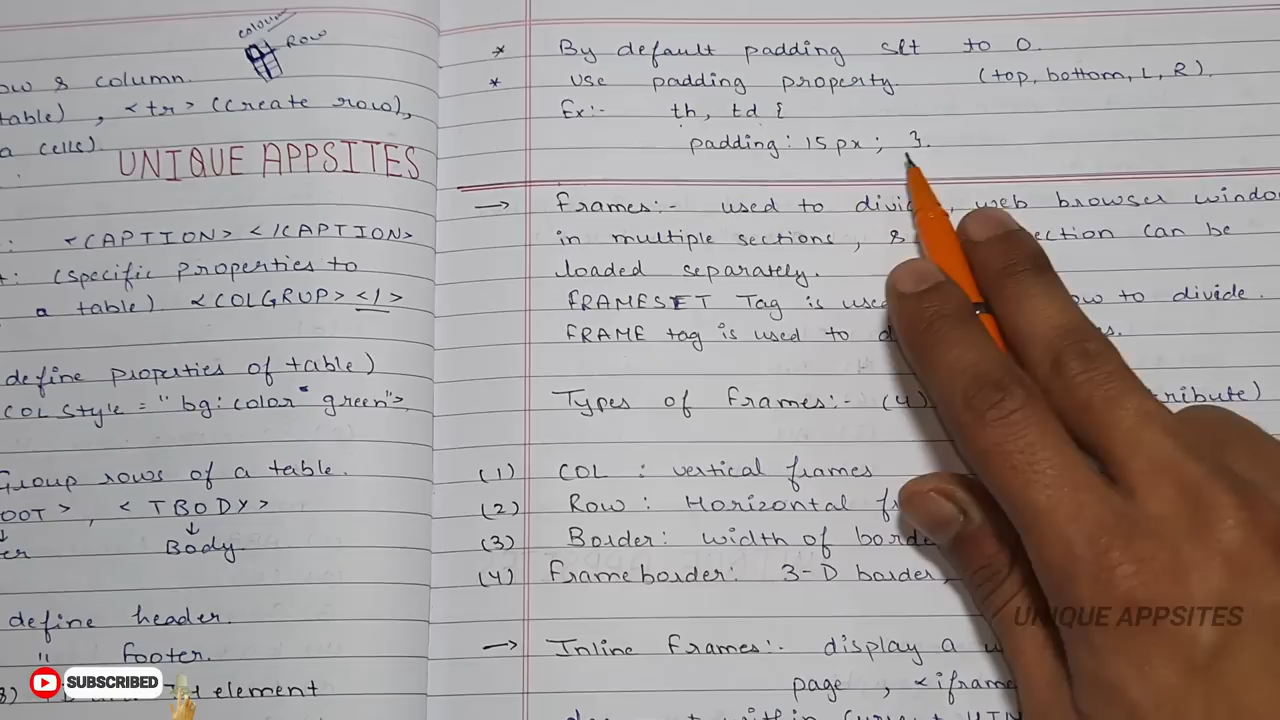 colour
Row
ow & column.
table) , <tr> (create row),
a cells).
UNIQUE APPSITES
: <CAPTION> </CAPTION>
t: (specific properties to
a table) <COLGRUP> </>
define properties of table)
COL Style = "bg: color" green">
Group rows of a table.
OOT> , < TBODY>
er Body
define header.
" footer.
element
* By default padding set to 0.
* Use padding property (top, bottom, L, R).
Ex:- th, td {
padding: 15px ; }.
→ Frames:- used to divi web browser windo
in multiple sections, & ection can be
loaded separately.
FRAMESET Tag is used ow to divide.
FRAME tag is used to d s.
Types of Frames:- (4) ribute)
(1) COL : vertical frames
(2) Row : Horizontal f
(3) Border: width of borde
(4) Frameborder: 3-D border,
UNIQUE APPSITES
→ Inline Frames:- display a w
page , <iframe
SUBSCRIBED